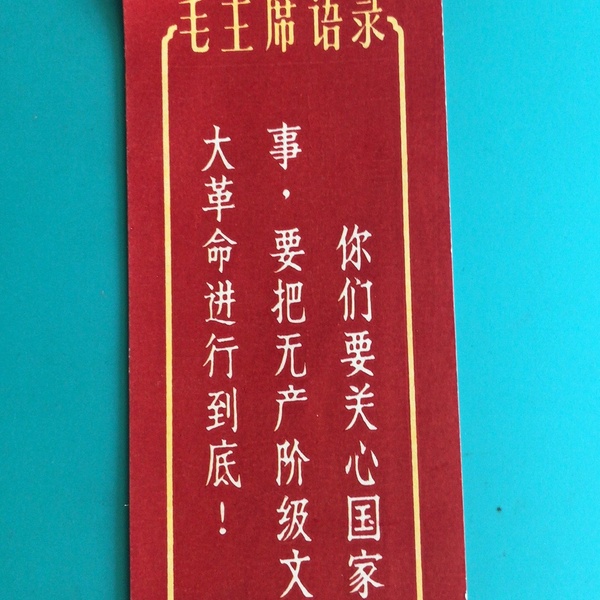 毛主席语录
你们要关心国家
事，要把无产阶级文
大革命进行到底！